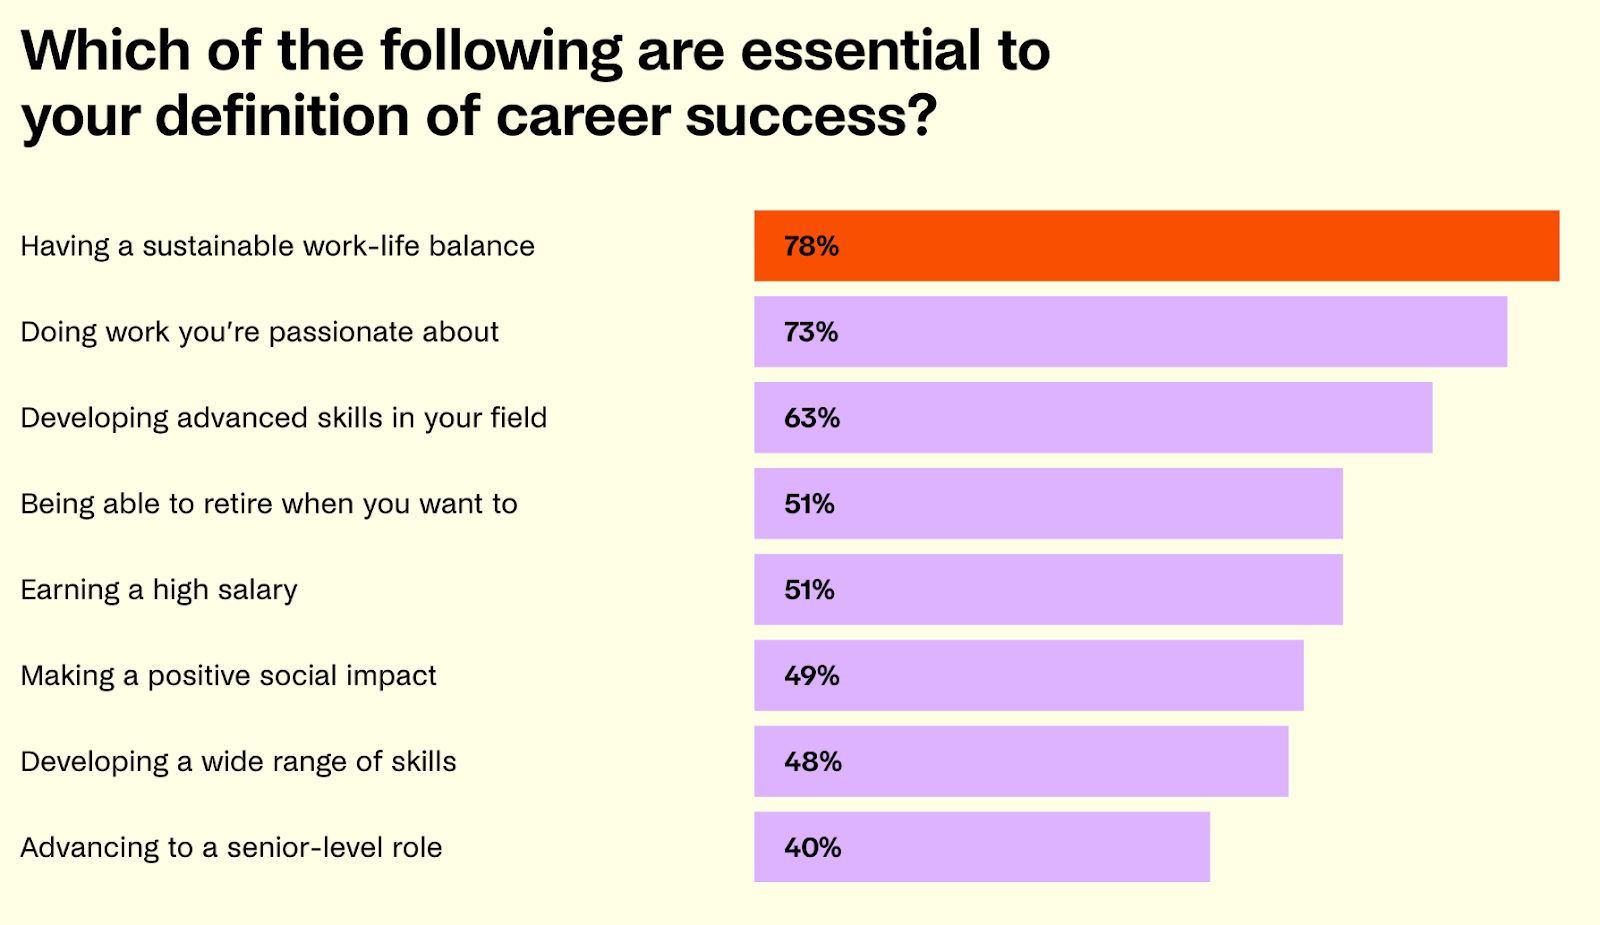 Which of the following are essential to
your definition of career success?
Having a sustainable work-life balance 78%
Doing work you’re passionate about 73%
Developing advanced skills in your field 63%
Being able to retire when you want to 51%
Earning a high salary 51%
Making a positive social impact 49%
Developing a wide range of skills 48%
Advancing to a senior-level role 40%